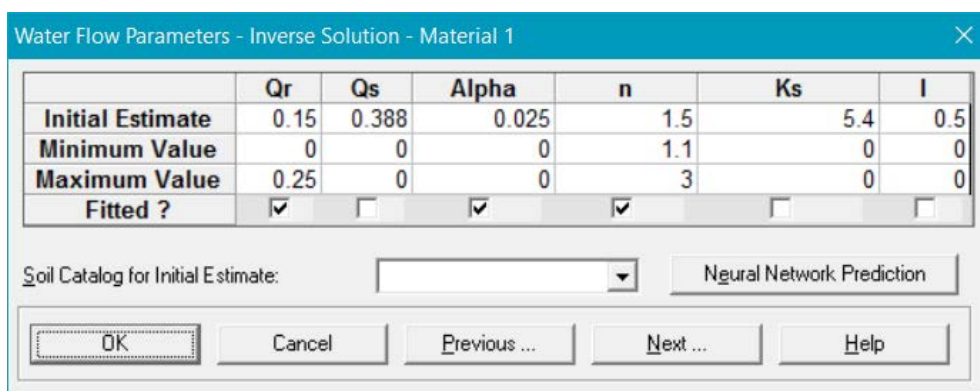 Water Flow Parameters - Inverse Solution - Material 1
Qr Qs Alpha n Ks l
Initial Estimate 0.15 0.388 0.025 1.5 5.4 0.5
Minimum Value 0 0 0 1.1 0 0
Maximum Value 0.25 0 0 3 0 0
Fitted ?
Soil Catalog for Initial Estimate: Neural Network Prediction
OK Cancel Previous ... Next ... Help